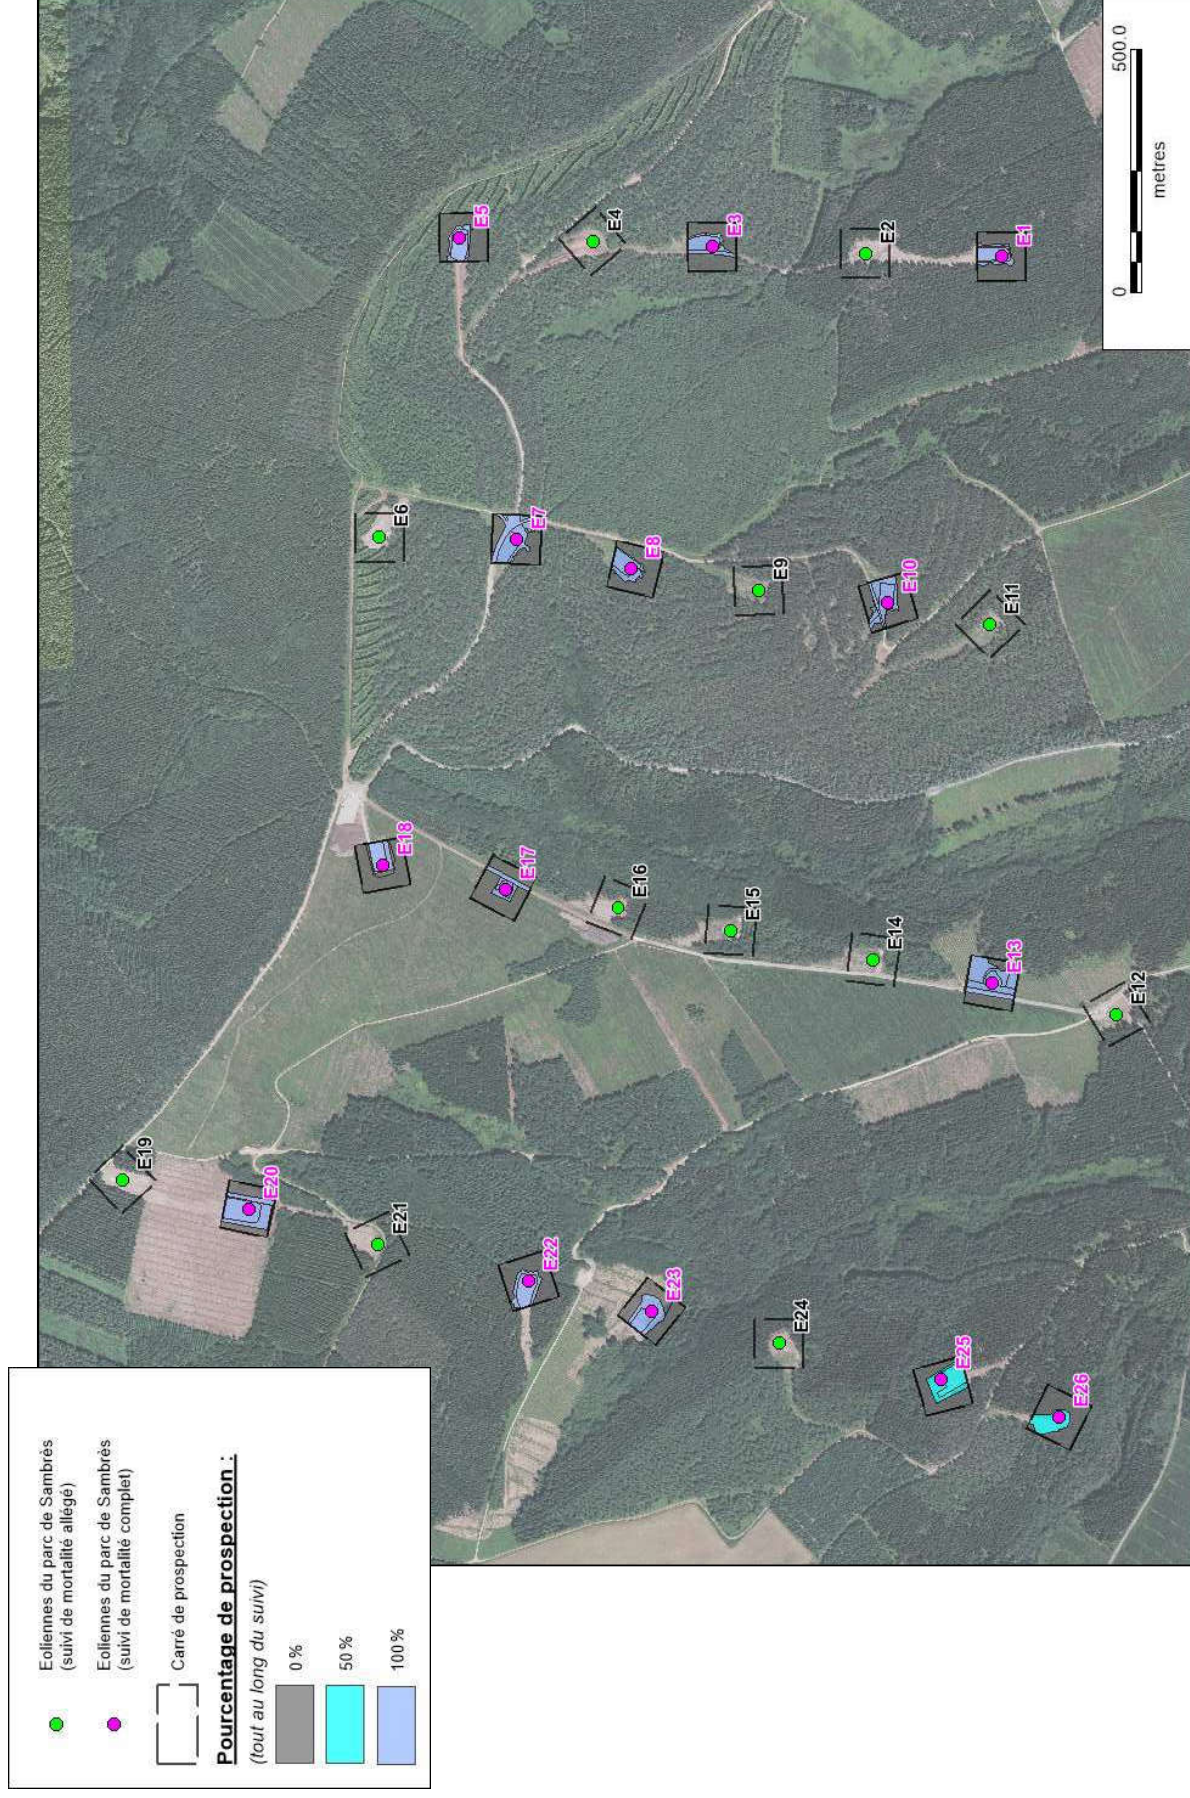 Eoliennes du parc de Sambrès
(suivi de mortalité allégé)
Eoliennes du parc de Sambrès
(suivi de mortalité complet)
Carré de prospection
Pourcentage de prospection :
(tout au long du suivi)
0 %
50 %
100 %
E19
E20
E21
E22
E23
E24
E25
E26
E18
E17
E16
E15
E14
E13
E12
E6
E7
E8
E9
E10
E11
E5
E4
E3
E2
E1
0
500.0
metres